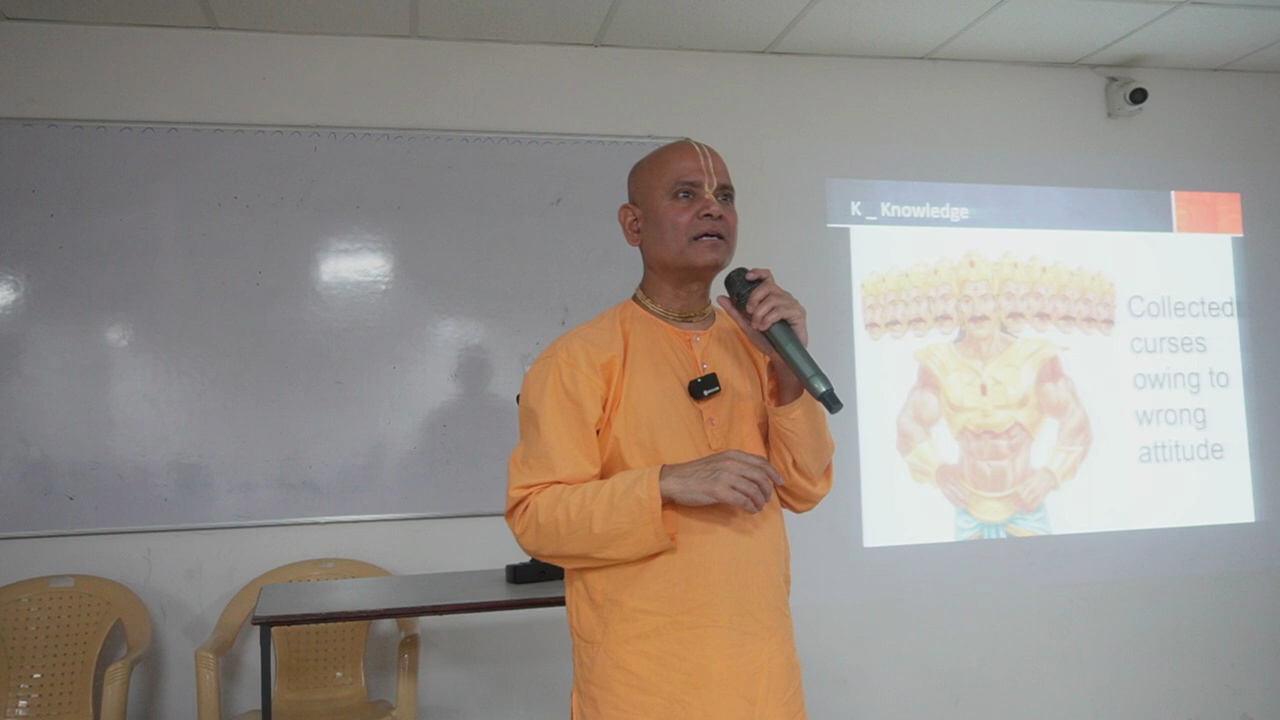 K _ Knowledge
Collected
curses
owing to
wrong
attitude